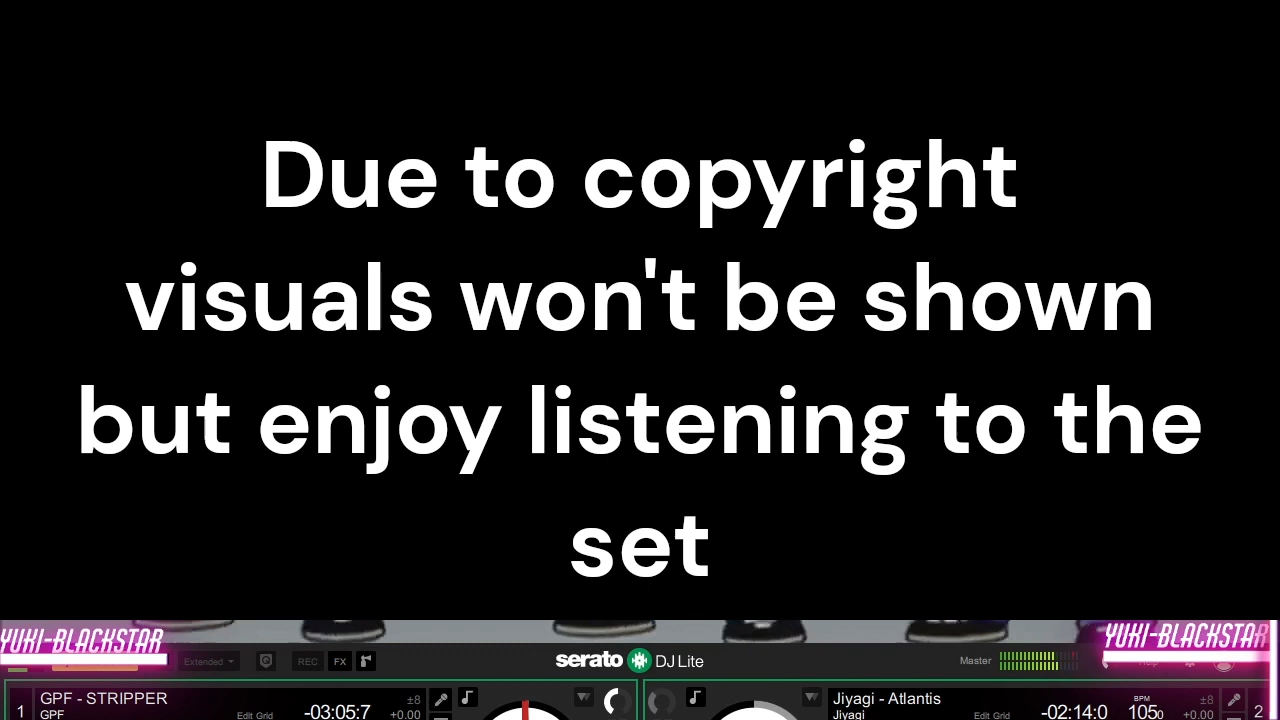 Due to copyright
visuals won't be shown
but enjoy listening to the
set
YUKI-BLACKSTAR
YUKI-BLACKSTAR
Extended
REC
FX
serato DJ Lite
Master
Help
1
GPF - STRIPPER
GPF
Edit Grid
-03:05:7
±8
+0.00
Jiyagi - Atlantis
Jiyagi
Edit Grid
-02:14:0
BPM
105.0
±8
+0.00
2